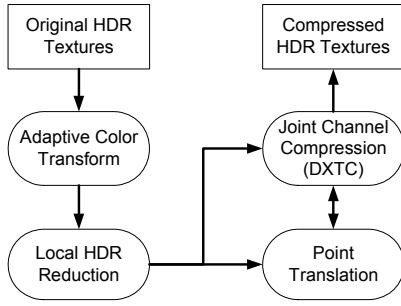 Original HDR
Textures
Adaptive Color
Transform
Local HDR
Reduction
Compressed
HDR Textures
Joint Channel
Compression
(DXTC)
Point
Translation